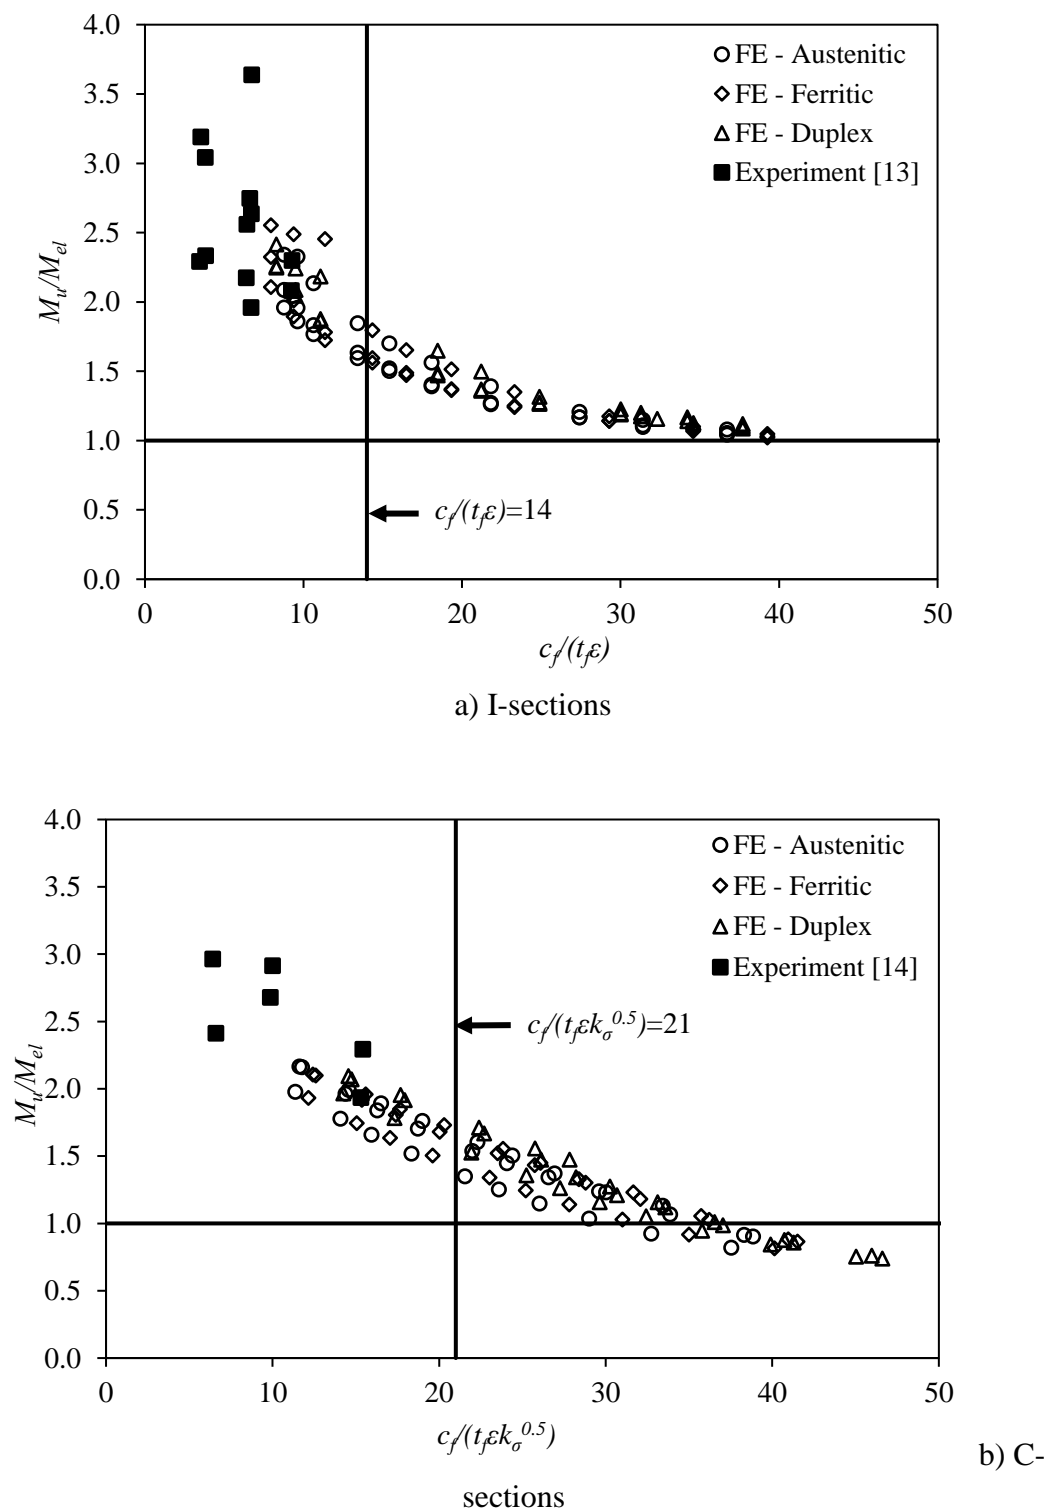 4.0
3.5
3.0
2.5
2.0
1.5
1.0
0.5
0.0
M_u/M_el
FE - Austenitic
FE - Ferritic
FE - Duplex
Experiment [13]
c_f/(t_fε)=14
0 10 20 30 40 50
c_f/(t_fε)
a) I-sections
4.0
3.5
3.0
2.5
2.0
1.5
1.0
0.5
0.0
M_u/M_el
FE - Austenitic
FE - Ferritic
FE - Duplex
Experiment [14]
c_f/(t_fεk_σ^0.5)=21
0 10 20 30 40 50
c_f/(t_fεk_σ^0.5)
b) C-
sections